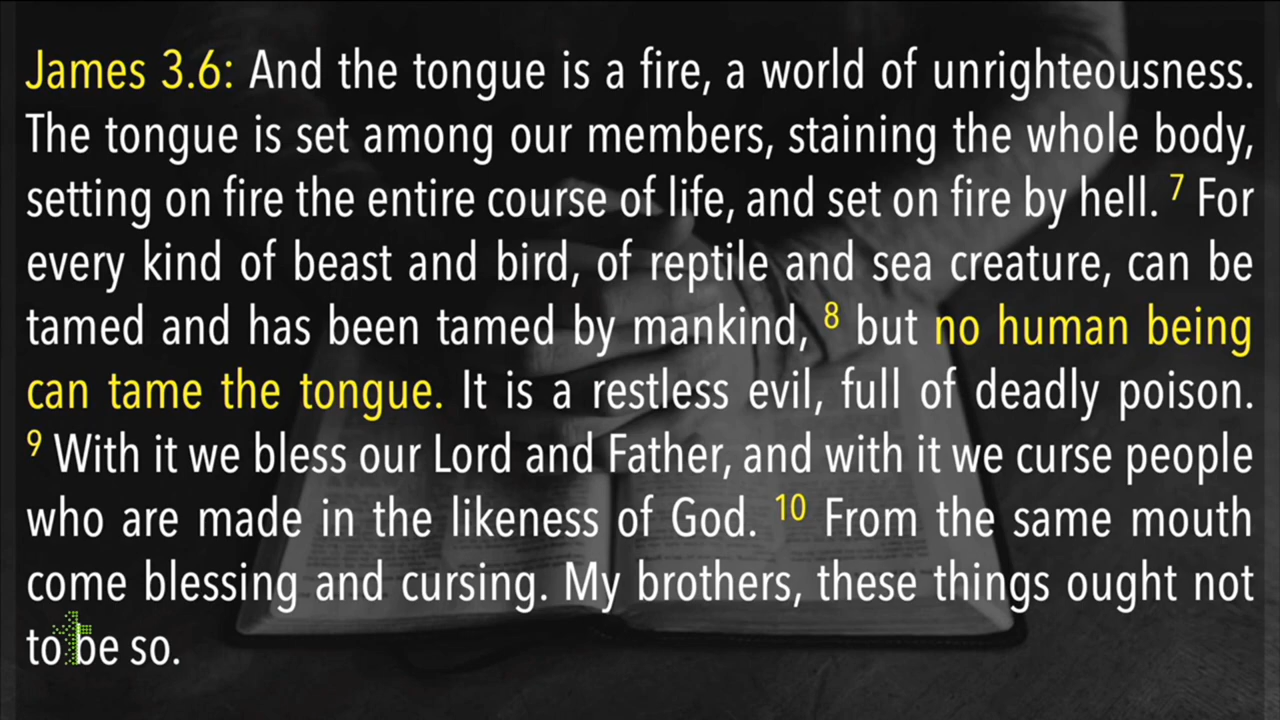 James 3.6: And the tongue is a fire, a world of unrighteousness.
The tongue is set among our members, staining the whole body,
setting on fire the entire course of life, and set on fire by hell. 7 For
every kind of beast and bird, of reptile and sea creature, can be
tamed and has been tamed by mankind, 8 but no human being
can tame the tongue. It is a restless evil, full of deadly poison.
9 With it we bless our Lord and Father, and with it we curse people
who are made in the likeness of God. 10 From the same mouth
come blessing and cursing. My brothers, these things ought not
to be so.